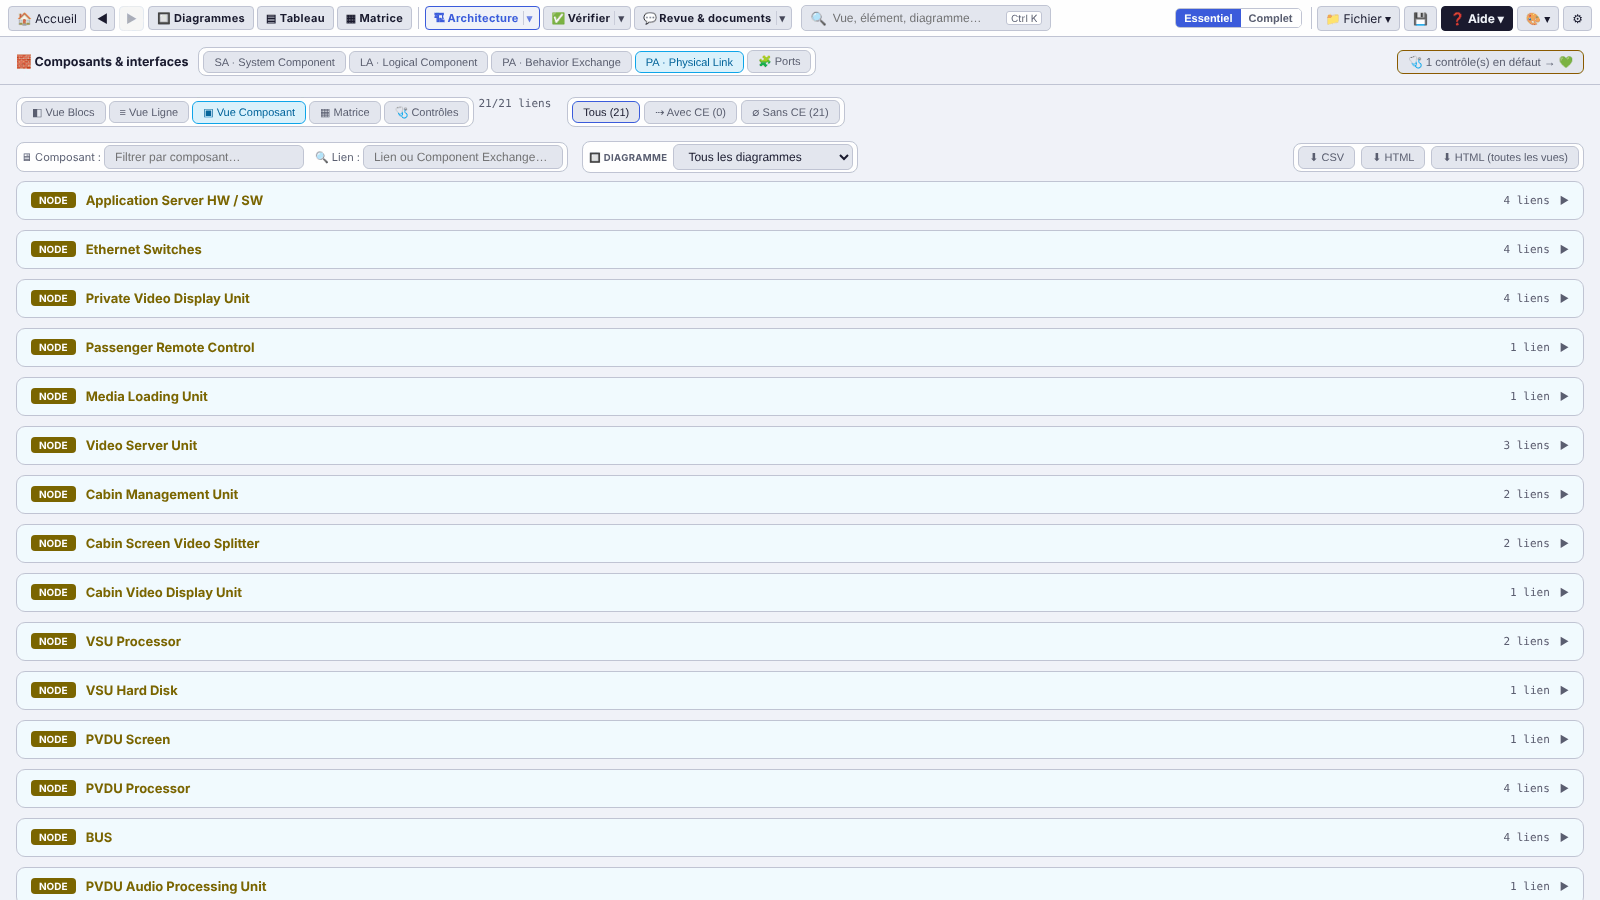 🏠 Accueil ◀ ▶ 🔲 Diagrammes ▤ Tableau ▦ Matrice 🏗 Architecture ▾ ✅ Vérifier ▾ 💬 Revue & documents ▾ 🔍 Vue, élément, diagramme… Ctrl K Essentiel Complet 📁 Fichier ▾ 💾 ❓ Aide ▾ 🎨 ▾ ⚙
🧱 Composants & interfaces SA · System Component LA · Logical Component PA · Behavior Exchange PA · Physical Link 🧩 Ports 🩺 1 contrôle(s) en défaut → 💚
◧ Vue Blocs ≡ Vue Ligne ▣ Vue Composant ▦ Matrice 🩺 Contrôles 21/21 liens Tous (21) ⇢ Avec CE (0) ⌀ Sans CE (21)
🖥 Composant : Filtrer par composant… 🔍 Lien : Lien ou Component Exchange… 🔲 DIAGRAMME Tous les diagrammes ⬇ CSV ⬇ HTML ⬇ HTML (toutes les vues)
NODE Application Server HW / SW 4 liens ▶
NODE Ethernet Switches 4 liens ▶
NODE Private Video Display Unit 4 liens ▶
NODE Passenger Remote Control 1 lien ▶
NODE Media Loading Unit 1 lien ▶
NODE Video Server Unit 3 liens ▶
NODE Cabin Management Unit 2 liens ▶
NODE Cabin Screen Video Splitter 2 liens ▶
NODE Cabin Video Display Unit 1 lien ▶
NODE VSU Processor 2 liens ▶
NODE VSU Hard Disk 1 lien ▶
NODE PVDU Screen 1 lien ▶
NODE PVDU Processor 4 liens ▶
NODE BUS 4 liens ▶
NODE PVDU Audio Processing Unit 1 lien ▶